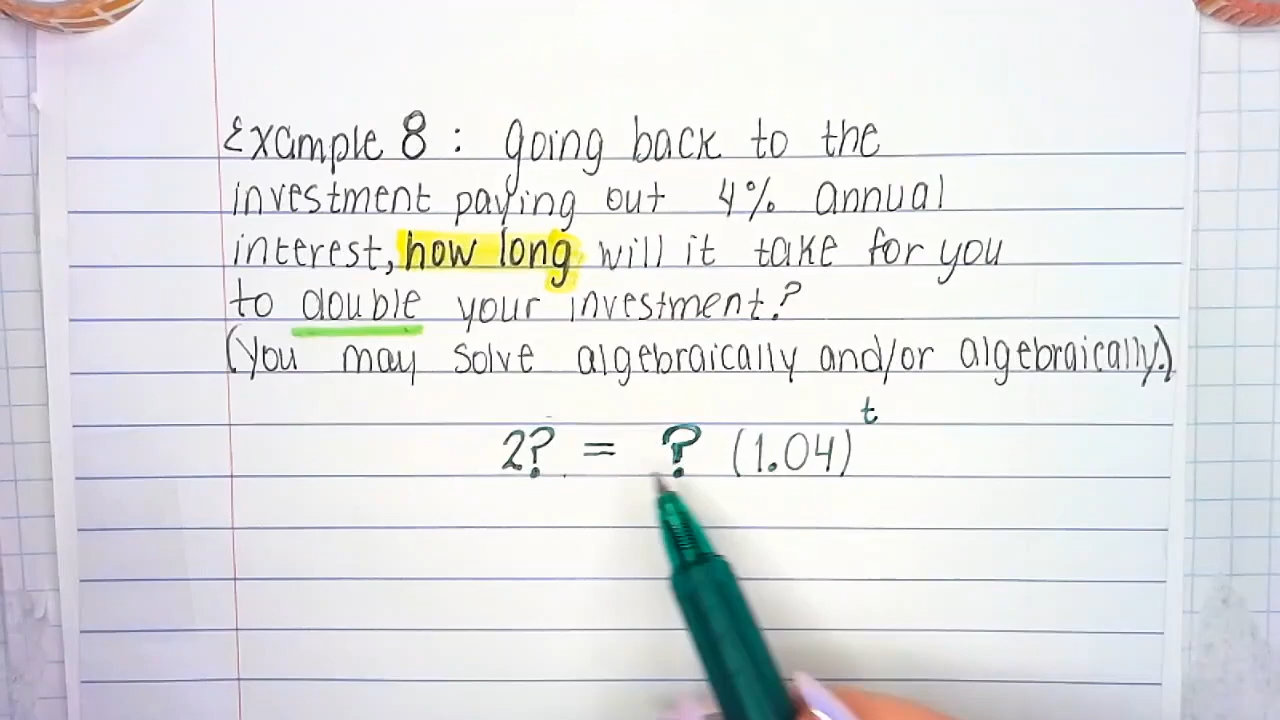 Example 8 : going back to the
investment paying out 4% annual
interest, how long will it take for you
to double your investment?
(you may solve algebraically and/or algebraically.)
2? = ? (1.04)^t